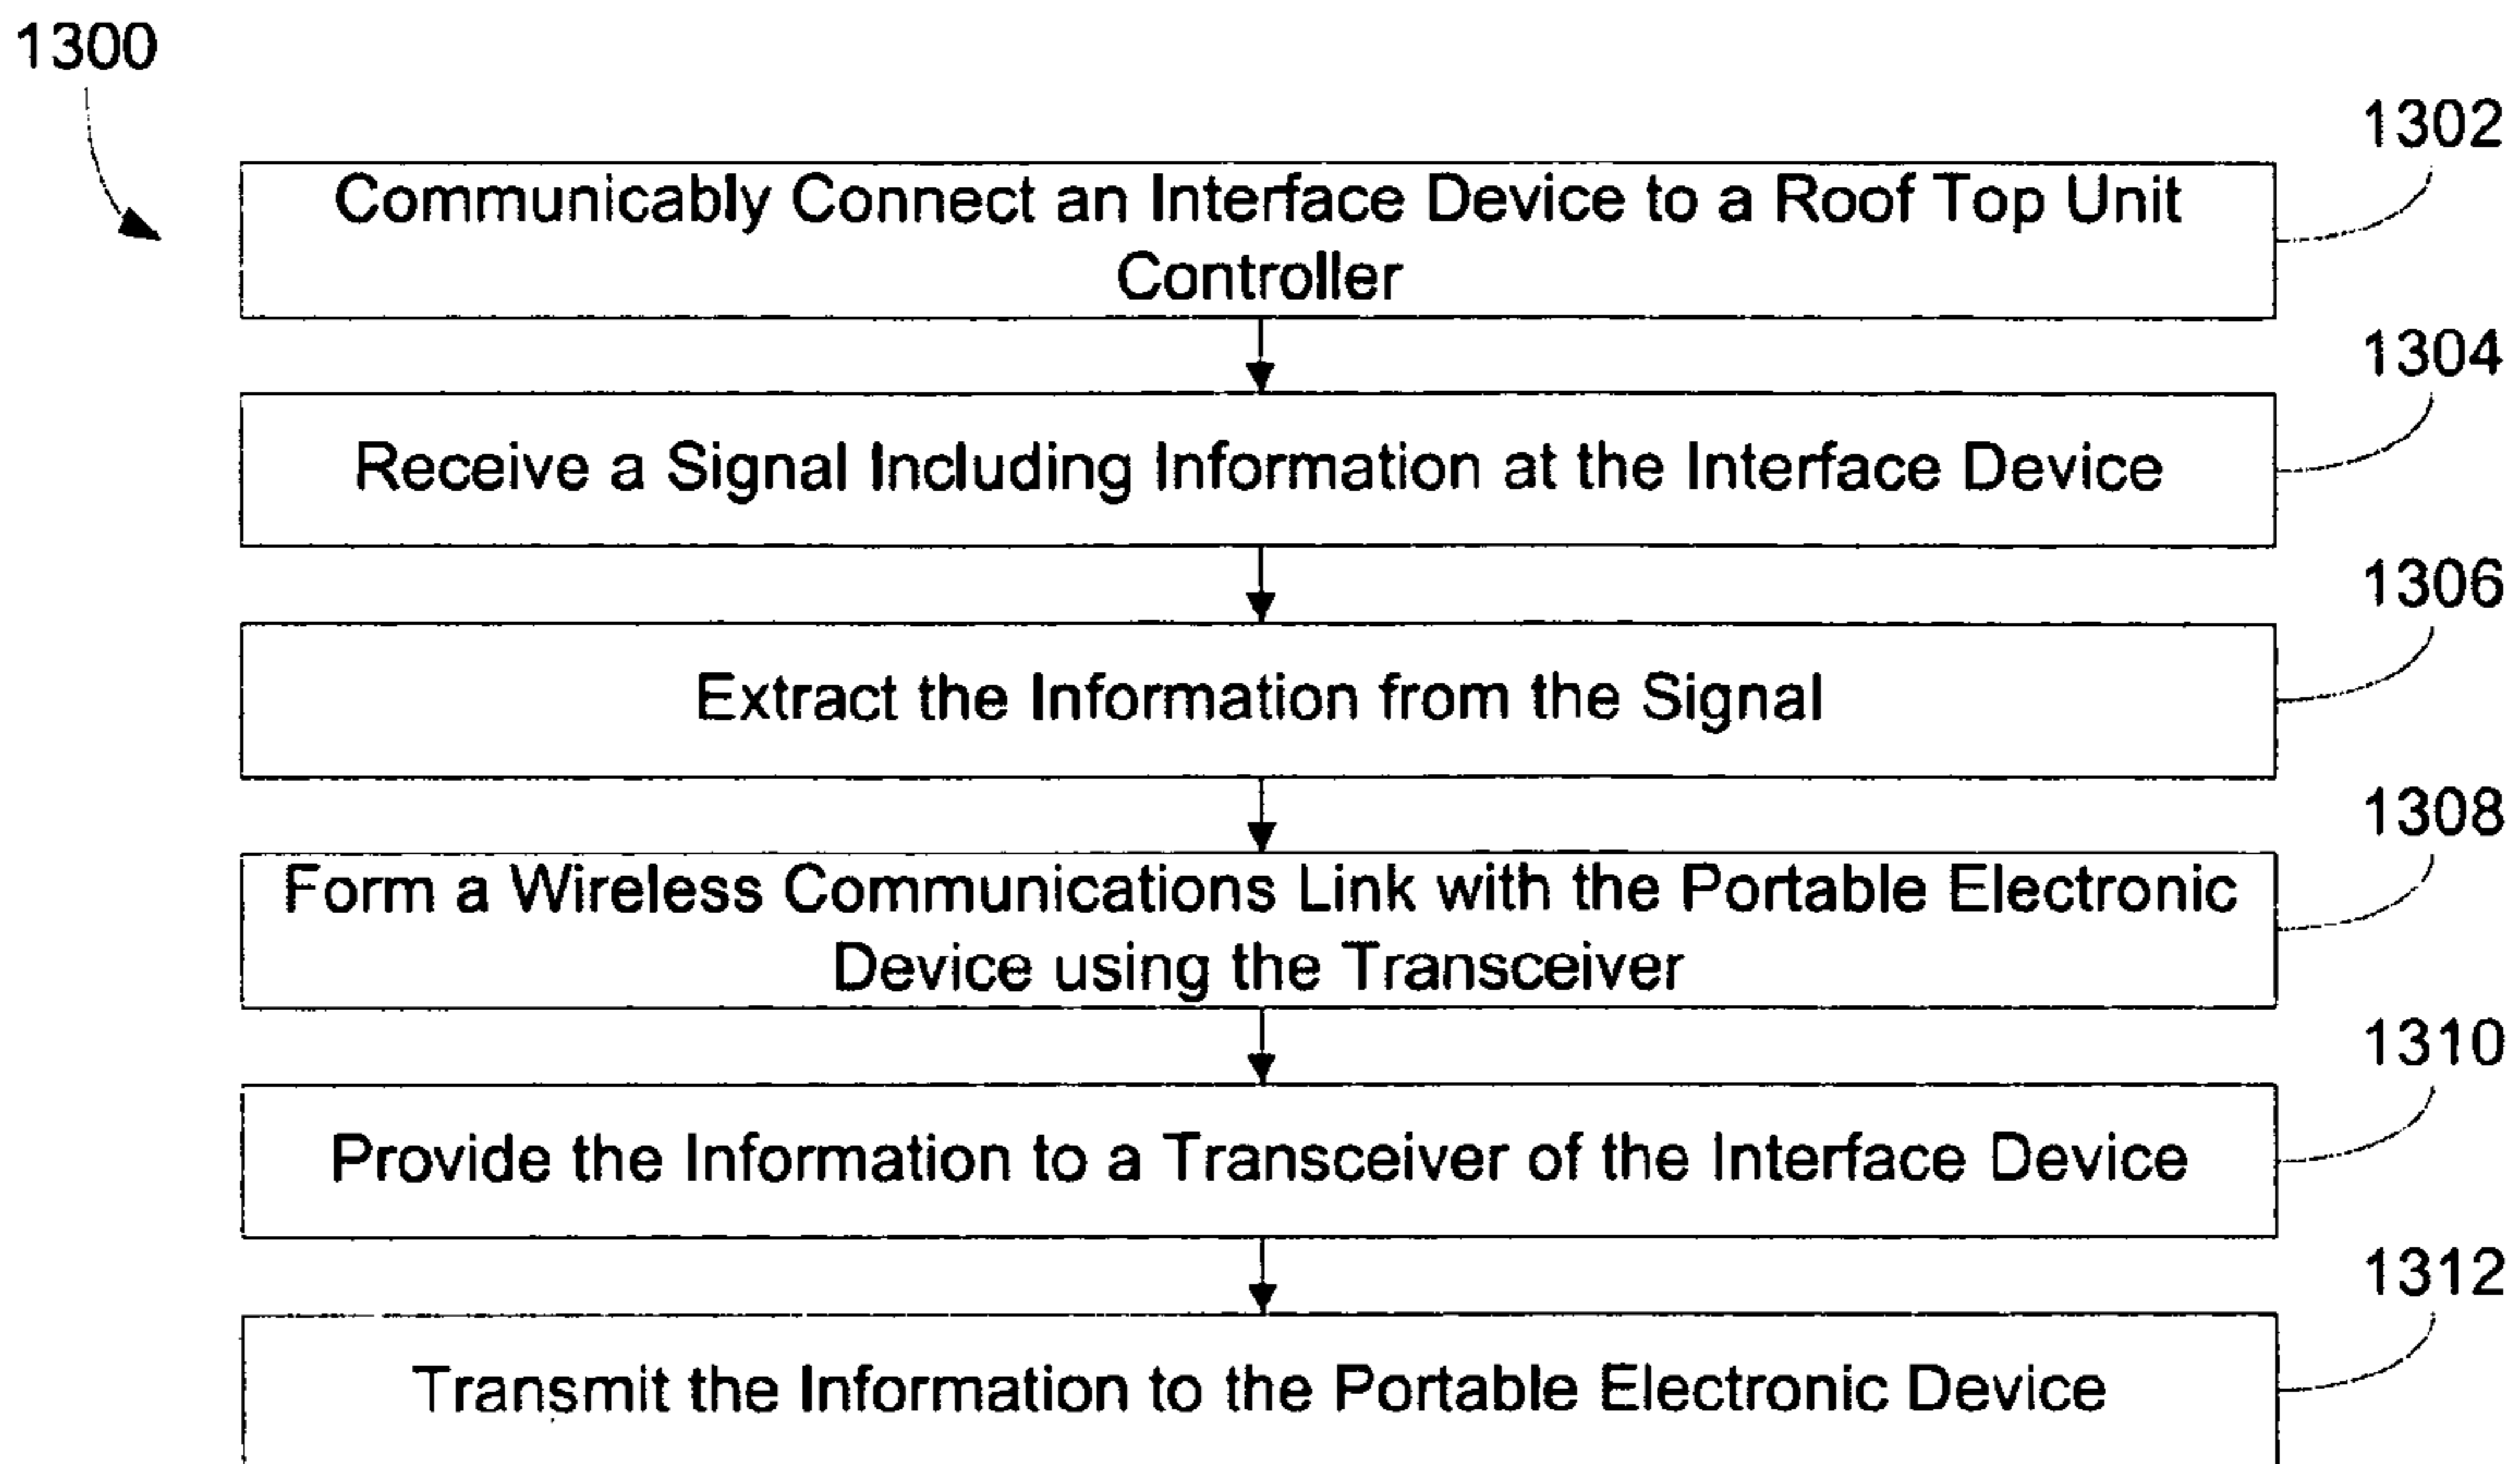 1300
1302
Communicably Connect an Interface Device to a Roof Top Unit
Controller
1304
Receive a Signal Including Information at the Interface Device
1306
Extract the Information from the Signal
1308
Form a Wireless Communications Link with the Portable Electronic
Device using the Transceiver
1310
Provide the Information to a Transceiver of the Interface Device
1312
Transmit the Information to the Portable Electronic Device